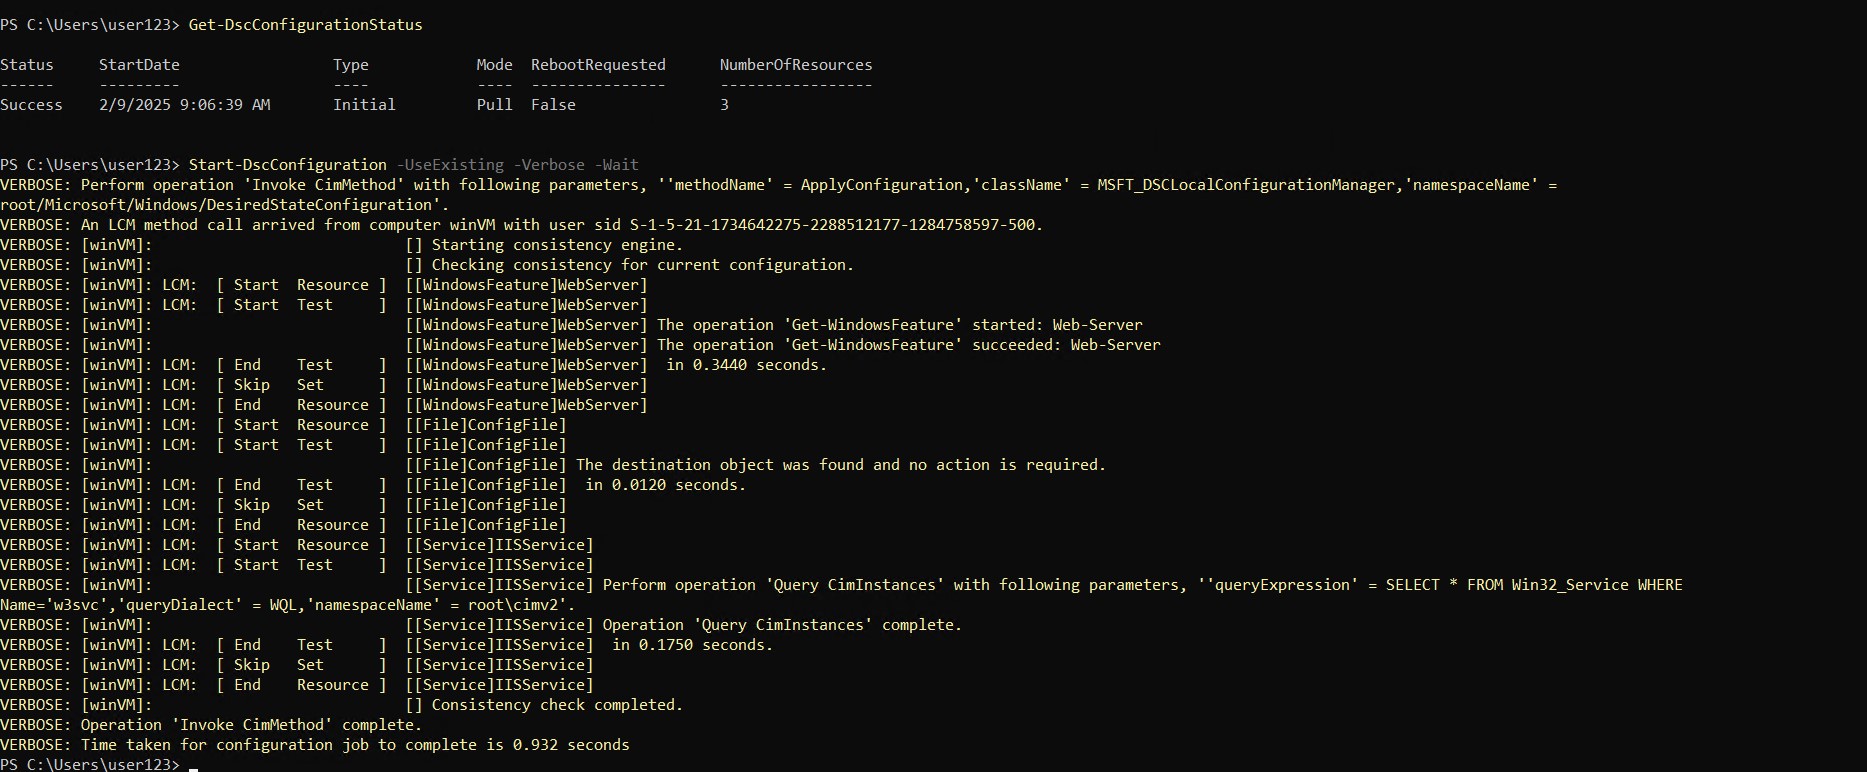 PS C:\Users\user123> Get-DscConfigurationStatus
Status     StartDate                 Type            Mode  RebootRequested      NumberOfResources
------     ---------                 ----            ----  ---------------      -----------------
Success    2/9/2025 9:06:39 AM       Initial         Pull  False                3
PS C:\Users\user123> Start-DscConfiguration -UseExisting -Verbose -Wait
VERBOSE: Perform operation 'Invoke CimMethod' with following parameters, ''methodName' = ApplyConfiguration,'className' = MSFT_DSCLocalConfigurationManager,'namespaceName' =
root/Microsoft/Windows/DesiredStateConfiguration'.
VERBOSE: An LCM method call arrived from computer winVM with user sid S-1-5-21-1734642275-2288512177-1284758597-500.
VERBOSE: [winVM]:                            [] Starting consistency engine.
VERBOSE: [winVM]:                            [] Checking consistency for current configuration.
VERBOSE: [winVM]: LCM:  [ Start  Resource ]  [[WindowsFeature]WebServer]
VERBOSE: [winVM]: LCM:  [ Start  Test     ]  [[WindowsFeature]WebServer]
VERBOSE: [winVM]:                            [[WindowsFeature]WebServer] The operation 'Get-WindowsFeature' started: Web-Server
VERBOSE: [winVM]:                            [[WindowsFeature]WebServer] The operation 'Get-WindowsFeature' succeeded: Web-Server
VERBOSE: [winVM]: LCM:  [ End    Test     ]  [[WindowsFeature]WebServer]  in 0.3440 seconds.
VERBOSE: [winVM]: LCM:  [ Skip   Set      ]  [[WindowsFeature]WebServer]
VERBOSE: [winVM]: LCM:  [ End    Resource ]  [[WindowsFeature]WebServer]
VERBOSE: [winVM]: LCM:  [ Start  Resource ]  [[File]ConfigFile]
VERBOSE: [winVM]: LCM:  [ Start  Test     ]  [[File]ConfigFile]
VERBOSE: [winVM]:                            [[File]ConfigFile] The destination object was found and no action is required.
VERBOSE: [winVM]: LCM:  [ End    Test     ]  [[File]ConfigFile]  in 0.0120 seconds.
VERBOSE: [winVM]: LCM:  [ Skip   Set      ]  [[File]ConfigFile]
VERBOSE: [winVM]: LCM:  [ End    Resource ]  [[File]ConfigFile]
VERBOSE: [winVM]: LCM:  [ Start  Resource ]  [[Service]IISService]
VERBOSE: [winVM]: LCM:  [ Start  Test     ]  [[Service]IISService]
VERBOSE: [winVM]:                            [[Service]IISService] Perform operation 'Query CimInstances' with following parameters, ''queryExpression' = SELECT * FROM Win32_Service WHERE
Name='w3svc','queryDialect' = WQL,'namespaceName' = root\cimv2'.
VERBOSE: [winVM]:                            [[Service]IISService] Operation 'Query CimInstances' complete.
VERBOSE: [winVM]: LCM:  [ End    Test     ]  [[Service]IISService]  in 0.1750 seconds.
VERBOSE: [winVM]: LCM:  [ Skip   Set      ]  [[Service]IISService]
VERBOSE: [winVM]: LCM:  [ End    Resource ]  [[Service]IISService]
VERBOSE: [winVM]:                            [] Consistency check completed.
VERBOSE: Operation 'Invoke CimMethod' complete.
VERBOSE: Time taken for configuration job to complete is 0.932 seconds
PS C:\Users\user123>